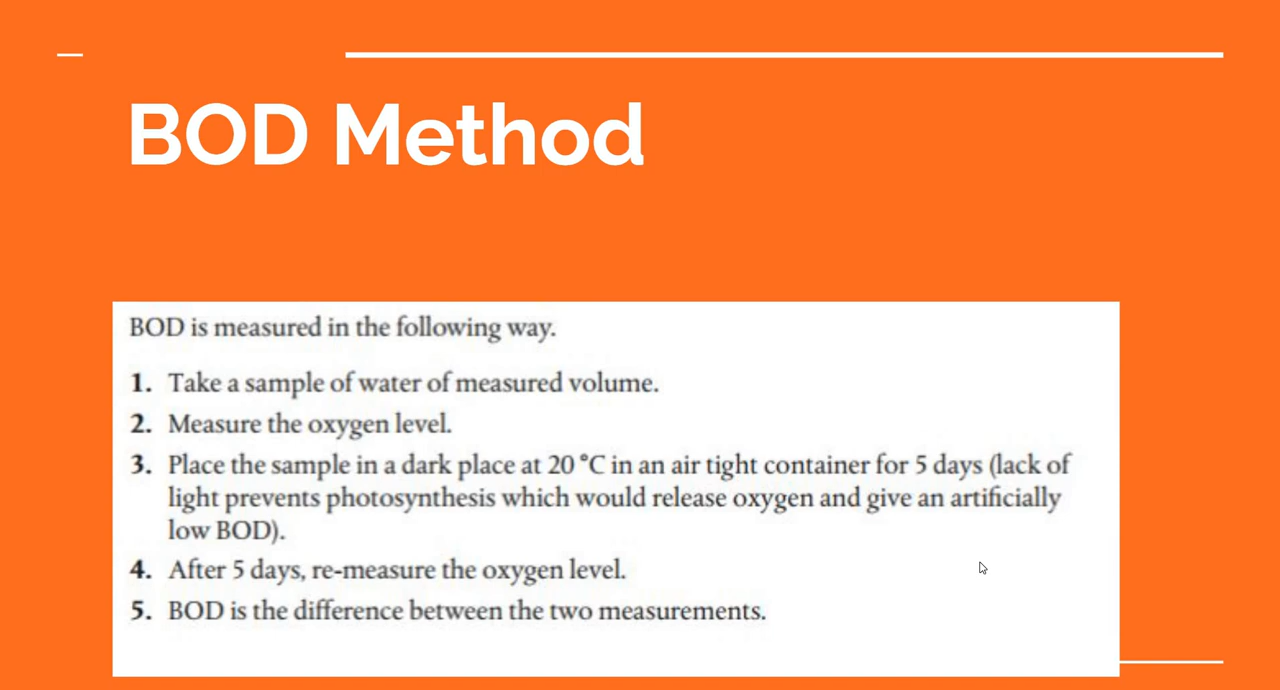 BOD Method
BOD is measured in the following way.
1. Take a sample of water of measured volume.
2. Measure the oxygen level.
3. Place the sample in a dark place at 20 °C in an air tight container for 5 days (lack of
light prevents photosynthesis which would release oxygen and give an artificially
low BOD).
4. After 5 days, re-measure the oxygen level.
5. BOD is the difference between the two measurements.